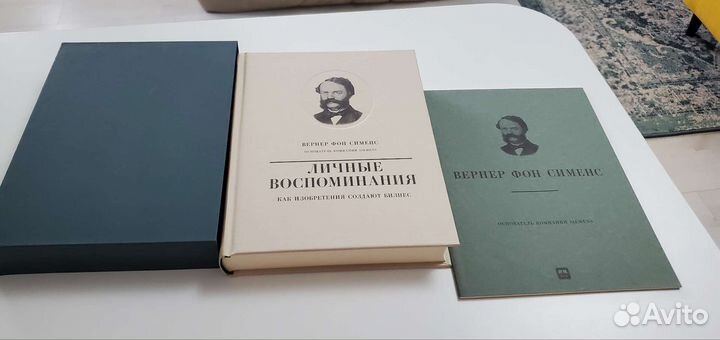 ВЕРНЕР ФОН СИМЕНС
ОСНОВАТЕЛЬ КОМПАНИИ SIEMENS
ЛИЧНЫЕ
ВОСПОМИНАНИЯ
КАК ИЗОБРЕТЕНИЯ СОЗДАЮТ БИЗНЕС
ВЕРНЕР ФОН СИМЕНС
ОСНОВАТЕЛЬ КОМПАНИИ SIEMENS
Avito